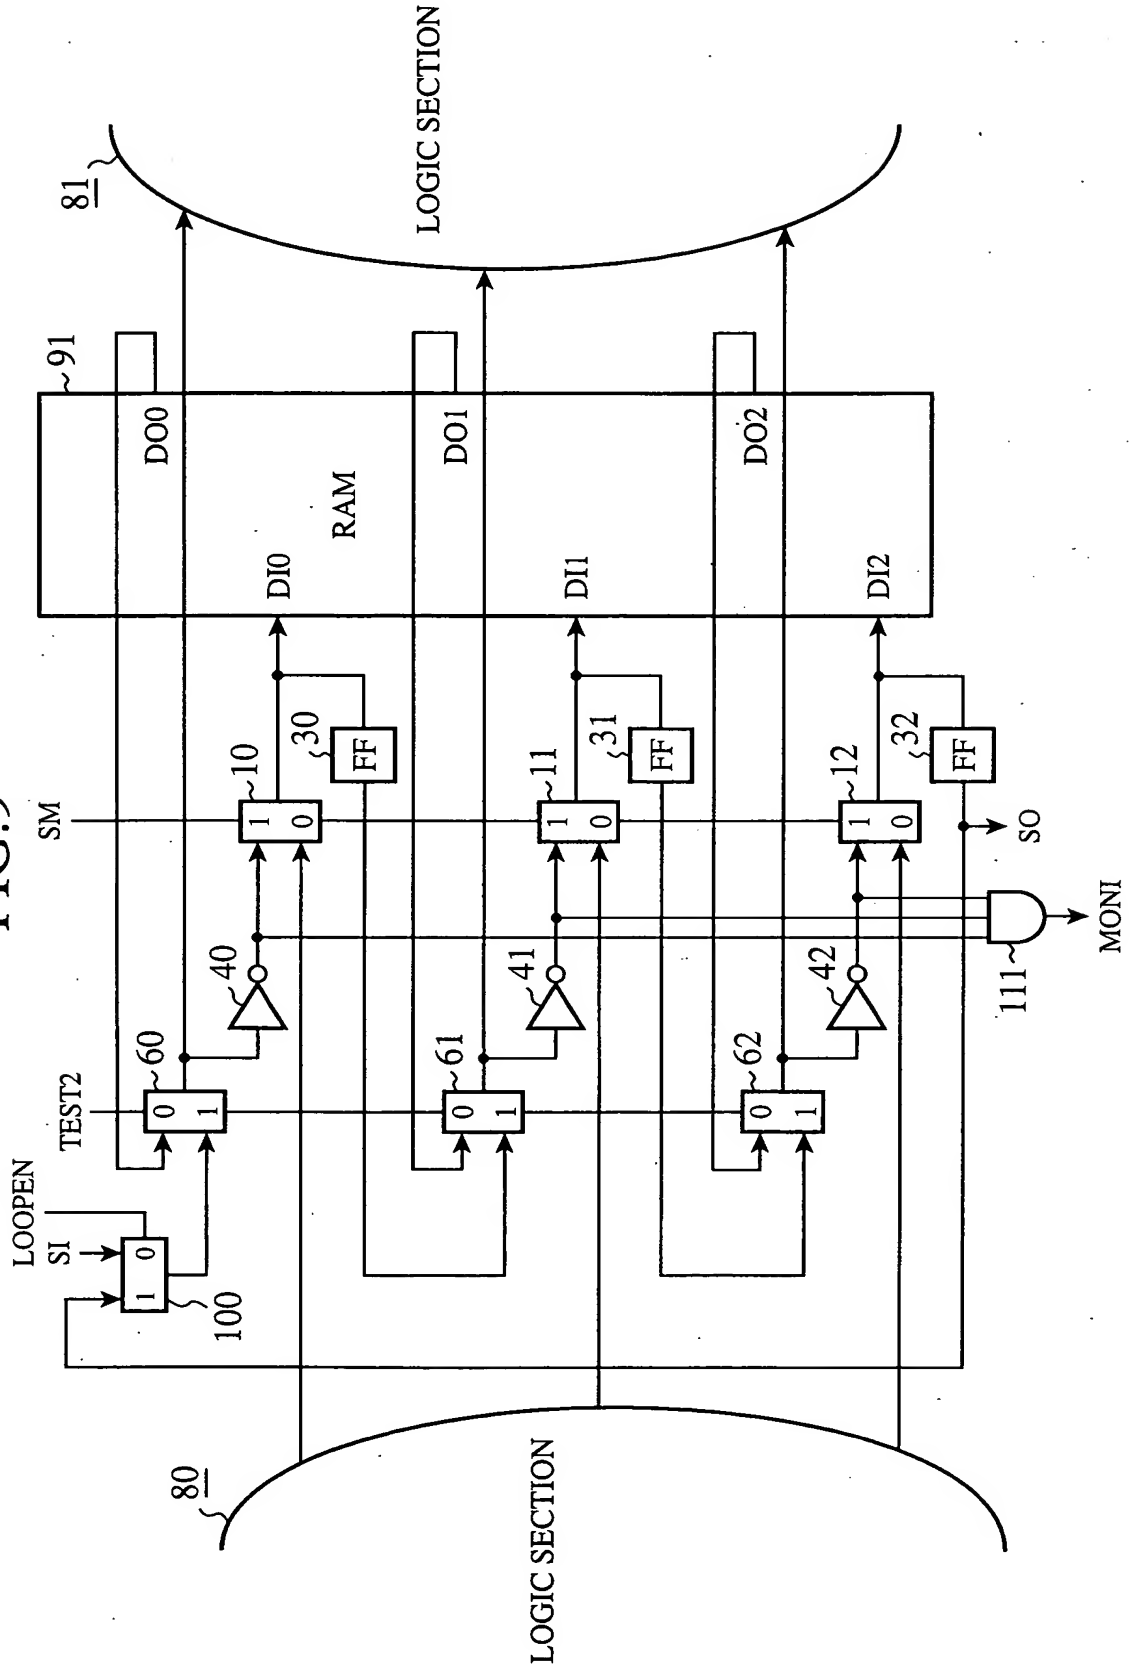 FIG.9
LOOPEN
SI
TEST2
SM
91
81
1 0
100
60
0
1
DO0
80
40
10
1
0
30
FF
DI0
RAM
LOGIC SECTION
61
0
1
DO1
LOGIC SECTION
41
11
1
0
31
FF
DI1
62
0
1
DO2
42
12
1
0
32
FF
DI2
111
SO
MONI